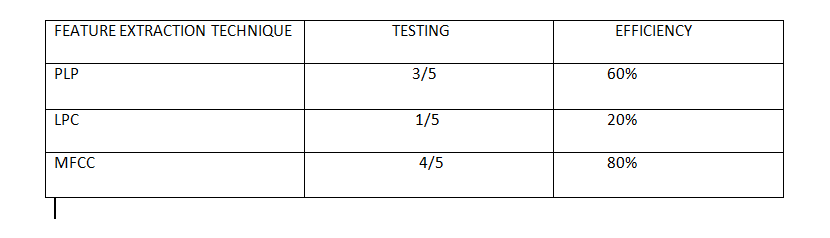 FEATURE EXTRACTION TECHNIQUE TESTING EFFICIENCY
PLP 3/5 60%
LPC 1/5 20%
MFCC 4/5 80%